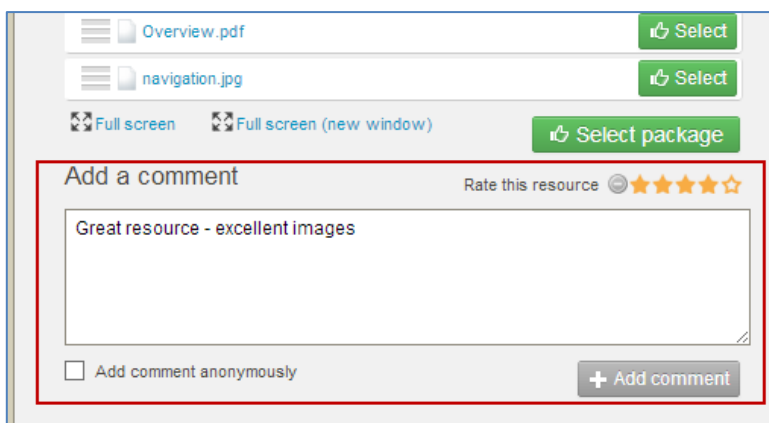 Overview.pdf Select
navigation.jpg Select
Full screen Full screen (new window) Select package
Add a comment Rate this resource
Great resource - excellent images
Add comment anonymously + Add comment